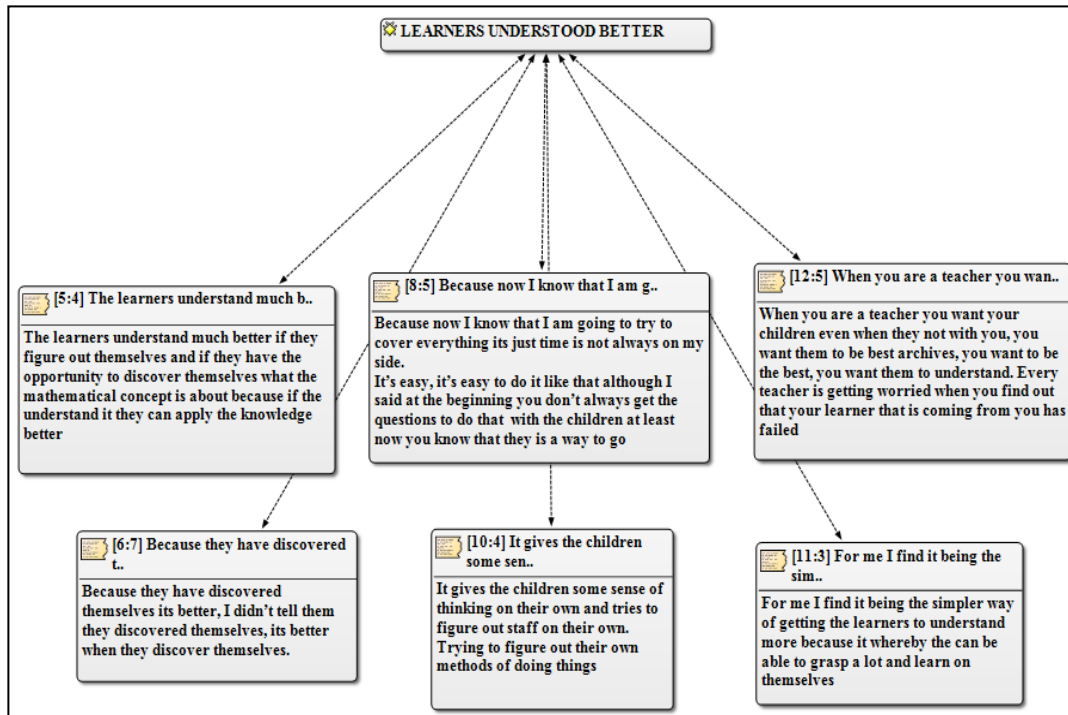 LEARNERS UNDERSTOOD BETTER
[5:4] The learners understand much b..
The learners understand much better if they
figure out themselves and if they have the
opportunity to discover themselves what the
mathematical concept is about because if the
understand it they can apply the knowledge
better
[8:5] Because now I know that I am g..
Because now I know that I am going to try to
cover everything its just time is not always on my
side.
It's easy, it's easy to do it like that although I
said at the beginning you don't always get the
questions to do that with the children at least
now you know that they is a way to go
[12:5] When you are a teacher you wan..
When you are a teacher you want your
children even when they not with you, you
want them to be best archives, you want to be
the best, you want them to understand. Every
teacher is getting worried when you find out
that your learner that is coming from you has
failed
[6:7] Because they have discovered
t..
Because they have discovered
themselves its better, I didn't tell them
they discovered themselves, its better
when they discover themselves.
[10:4] It gives the children
some sen..
It gives the children some sense of
thinking on their own and tries to
figure out staff on their own.
Trying to figure out their own
methods of doing things
[11:3] For me I find it being the
sim..
For me I find it being the simpler way
of getting the learners to understand
more because it whereby the can be
able to grasp a lot and learn on
themselves